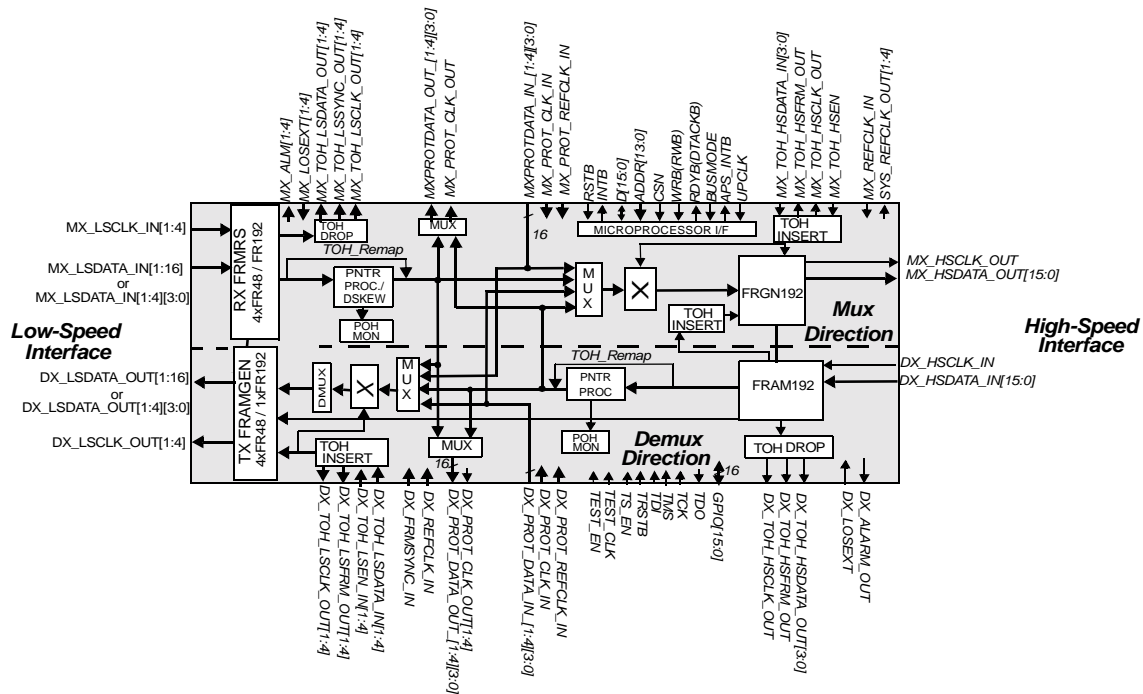 MX_ALM[1:4]
MX_LOSEXT[1:4]
MX_TOH_LSDATA_OUT[1:4]
MX_TOH_LSSYNC_OUT[1:4]
MX_TOH_LSCLK_OUT[1:4]
MXPROTDATA_OUT_[1:4][3:0]
MX_PROT_CLK_OUT
MXPROTDATA_IN_[1:4][3:0]
MX_PROT_CLK_IN
MX_PROT_REFCLK_IN
RSTB
INTB
D[15:0]
ADDR[13:0]
CSN
WRB(RWB)
RDYB(DTACKB)
BUSMODE
APS_INTB
UPCLK
MX_TOH_HSDATA_IN[3:0]
MX_TOH_HSFRM_OUT
MX_TOH_HSCLK_OUT
MX_TOH_HSEN
MX_REFCLK_IN
SYS_REFCLK_OUT[1:4]
MX_LSCLK_IN[1:4]
MX_LSDATA_IN[1:16]
or
MX_LSDATA_IN[1:4][3:0]
Low-Speed
Interface
DX_LSDATA_OUT[1:16]
or
DX_LSDATA_OUT[1:4][3:0]
DX_LSCLK_OUT[1:4]
RX FRMRS
4xFR48 / FR192
TOH
DROP
TOH_Remap
PNTR
PROC./
DSKEW
POH
MON
MUX
16
MICROPROCESSOR I/F
MUX
X
TOH
INSERT
FRGN192
TOH
INSERT
Mux
Direction
MX_HSCLK_OUT
MX_HSDATA_OUT[15:0]
High-Speed
Interface
DX_HSCLK_IN
DX_HSDATA_IN[15:0]
TX FRAMGEN
4xFR48 / 1xFR192
DMUX
X
MUX
TOH_Remap
PNTR
PROC
POH
MON
FRAM192
TOH
INSERT
MUX
16
Demux
Direction
TOH DROP
16
16
DX_TOH_LSCLK_OUT[1:4]
DX_TOH_LSFRM_OUT[1:4]
DX_TOH_LSEN_IN[1:4]
DX_TOH_LSDATA_IN[1:4]
DX_FRMSYNC_IN
DX_REFCLK_IN
DX_PROT_DATA_OUT_[1:4][3:0]
DX_PROT_CLK_OUT[1:4]
DX_PROT_DATA_IN_[1:4][3:0]
DX_PROT_CLK_IN
DX_PROT_REFCLK_IN
TEST_EN
TEST_CLK
TS_EN
TRSTB
TDI
TMS
TCK
TDO
GPIO[15:0]
DX_TOH_HSCLK_OUT
DX_TOH_HSFRM_OUT
DX_TOH_HSDATA_OUT[3:0]
DX_LOSEXT
DX_ALARM_OUT